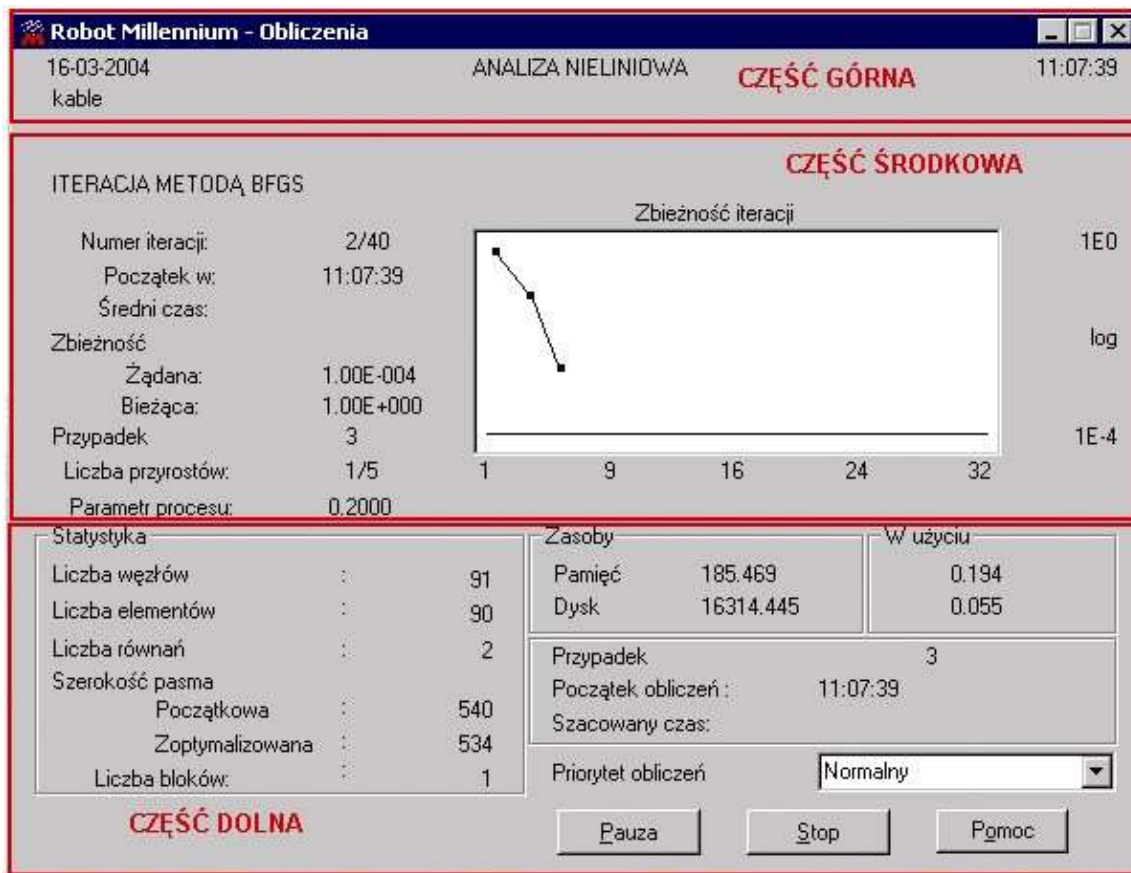 Robot Millennium - Obliczenia
16-03-2004 ANALIZA NIELINIOWA CZĘŚĆ GÓRNA 11:07:39
kable
CZĘŚĆ ŚRODKOWA
ITERACJA METODĄ BFGS
Zbieżność iteracji
Numer iteracji: 2/40
Początek w: 11:07:39
Średni czas:
Zbieżność
Żądana: 1.00E-004
Bieżąca: 1.00E+000
Przypadek 3
Liczba przyrostów: 1/5
Parametr procesu: 0.2000
1E0
log
1E-4
1 9 16 24 32
Statystyka
Liczba węzłów : 91
Liczba elementów : 90
Liczba równań : 2
Szerokość pasma
Początkowa : 540
Zoptymalizowana : 534
Liczba bloków: : 1
CZĘŚĆ DOLNA
Zasoby W użyciu
Pamięć 185.469 0.194
Dysk 16314.445 0.055
Przypadek 3
Początek obliczeń : 11:07:39
Szacowany czas:
Priorytet obliczeń Normalny
Pauza Stop Pomoc